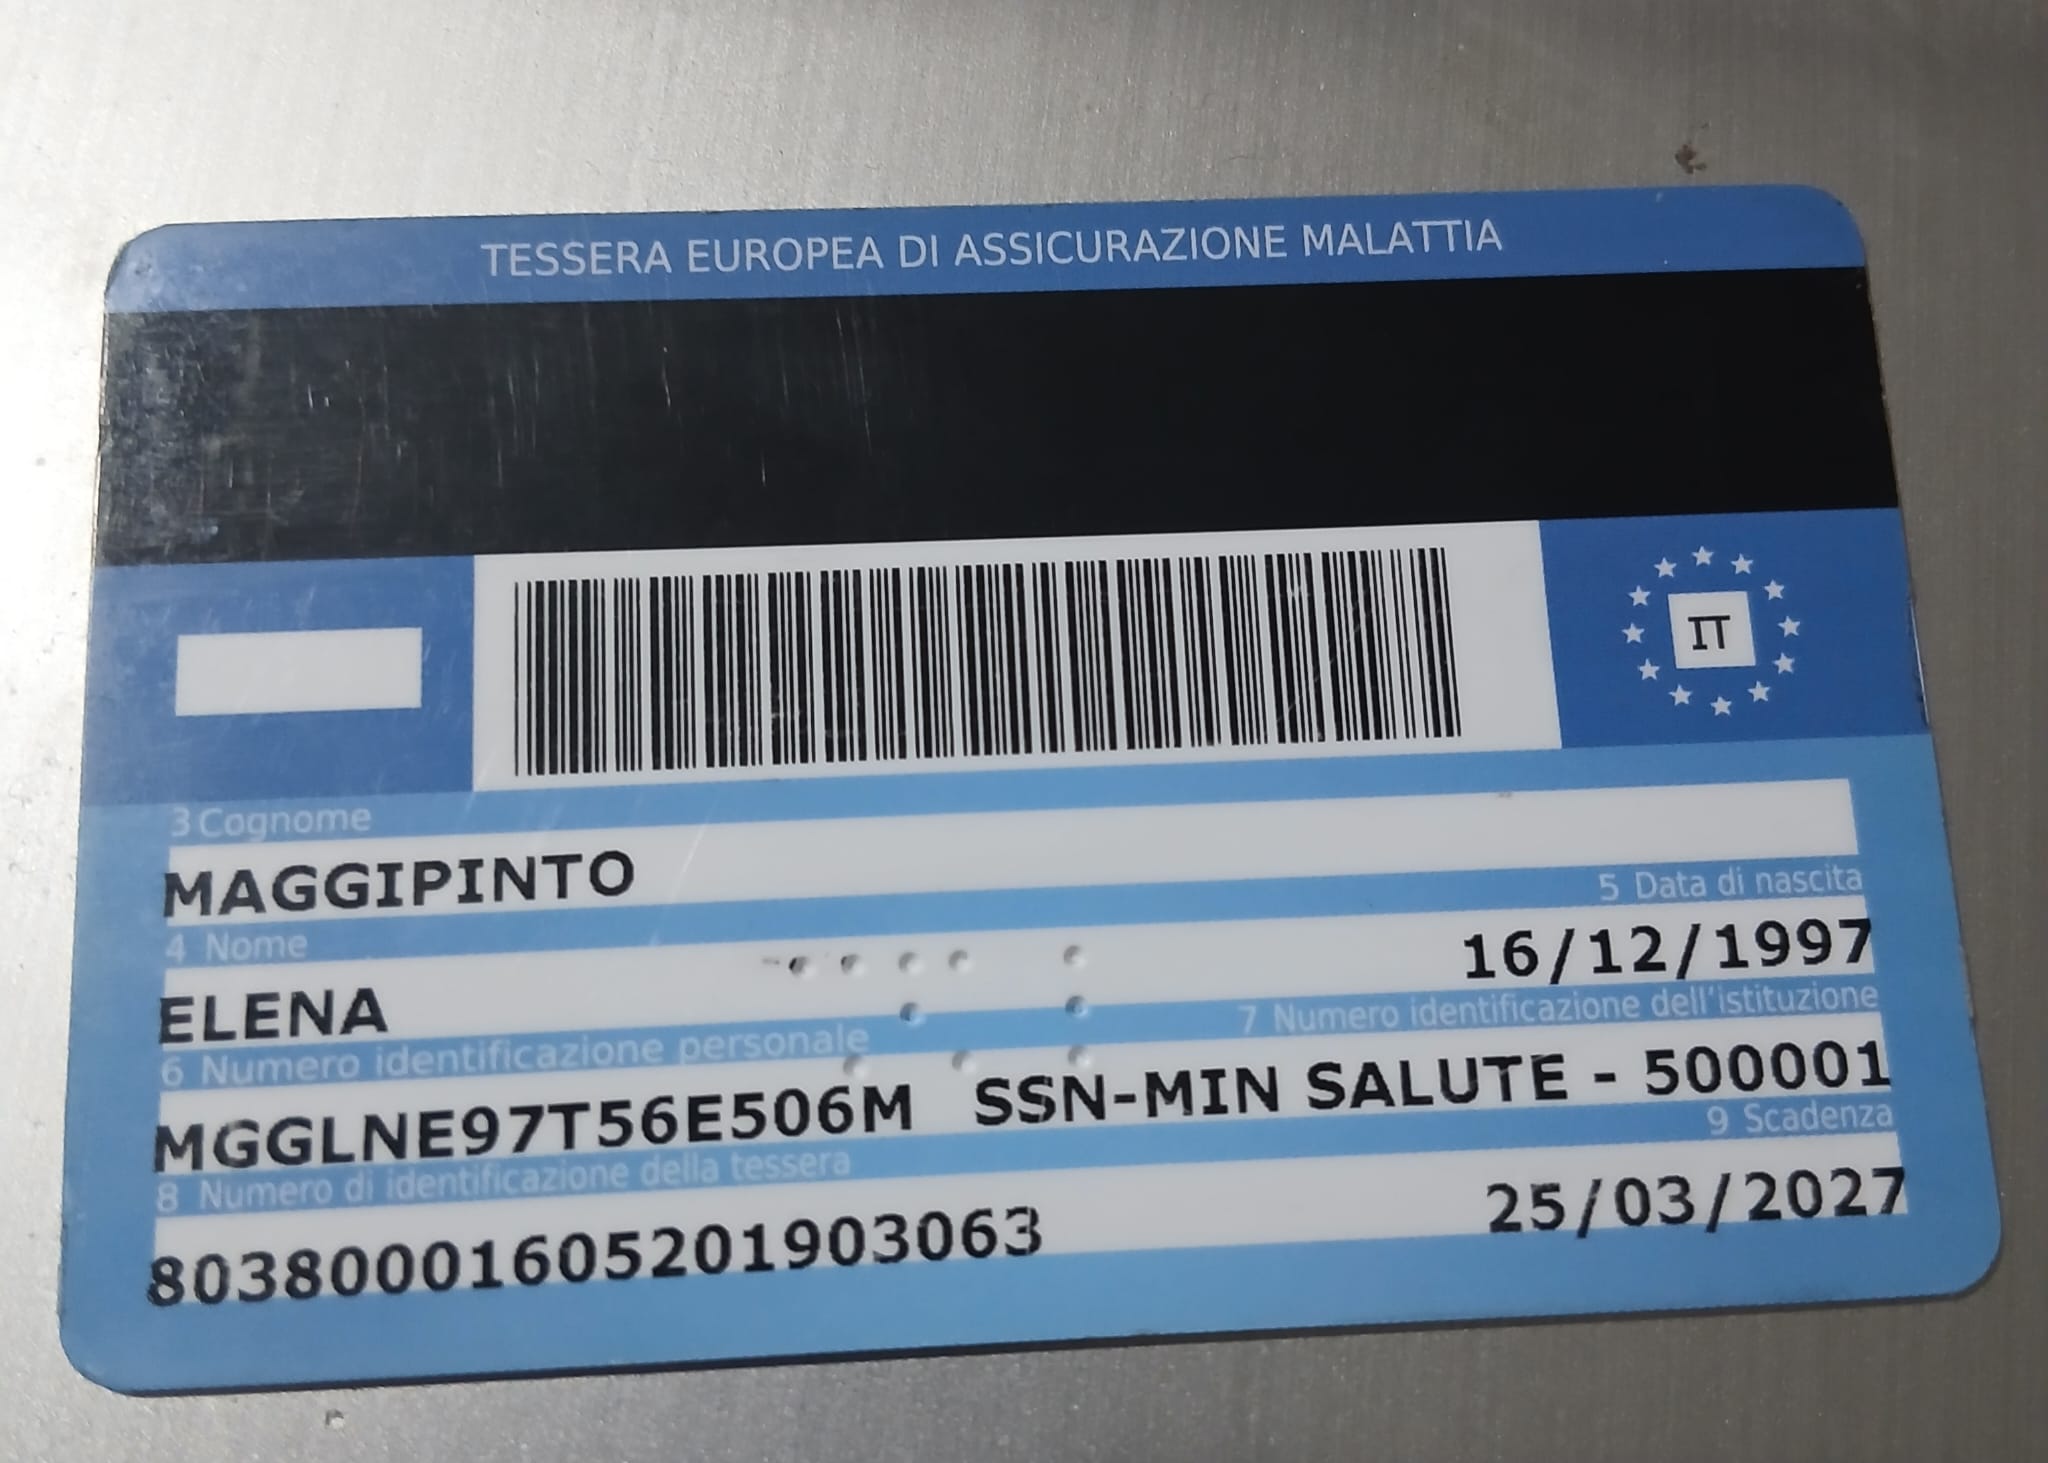 TESSERA EUROPEA DI ASSICURAZIONE MALATTIA
IT
3 Cognome
MAGGIPINTO
5 Data di nascita
4 Nome
16/12/1997
ELENA
7 Numero identificazione dell'istituzione
6 Numero identificazione personale
MGGLNE97T56E506M SSN-MIN SALUTE - 500001
9 Scadenza
8 Numero di identificazione della tessera
80380001605201903063 25/03/2027